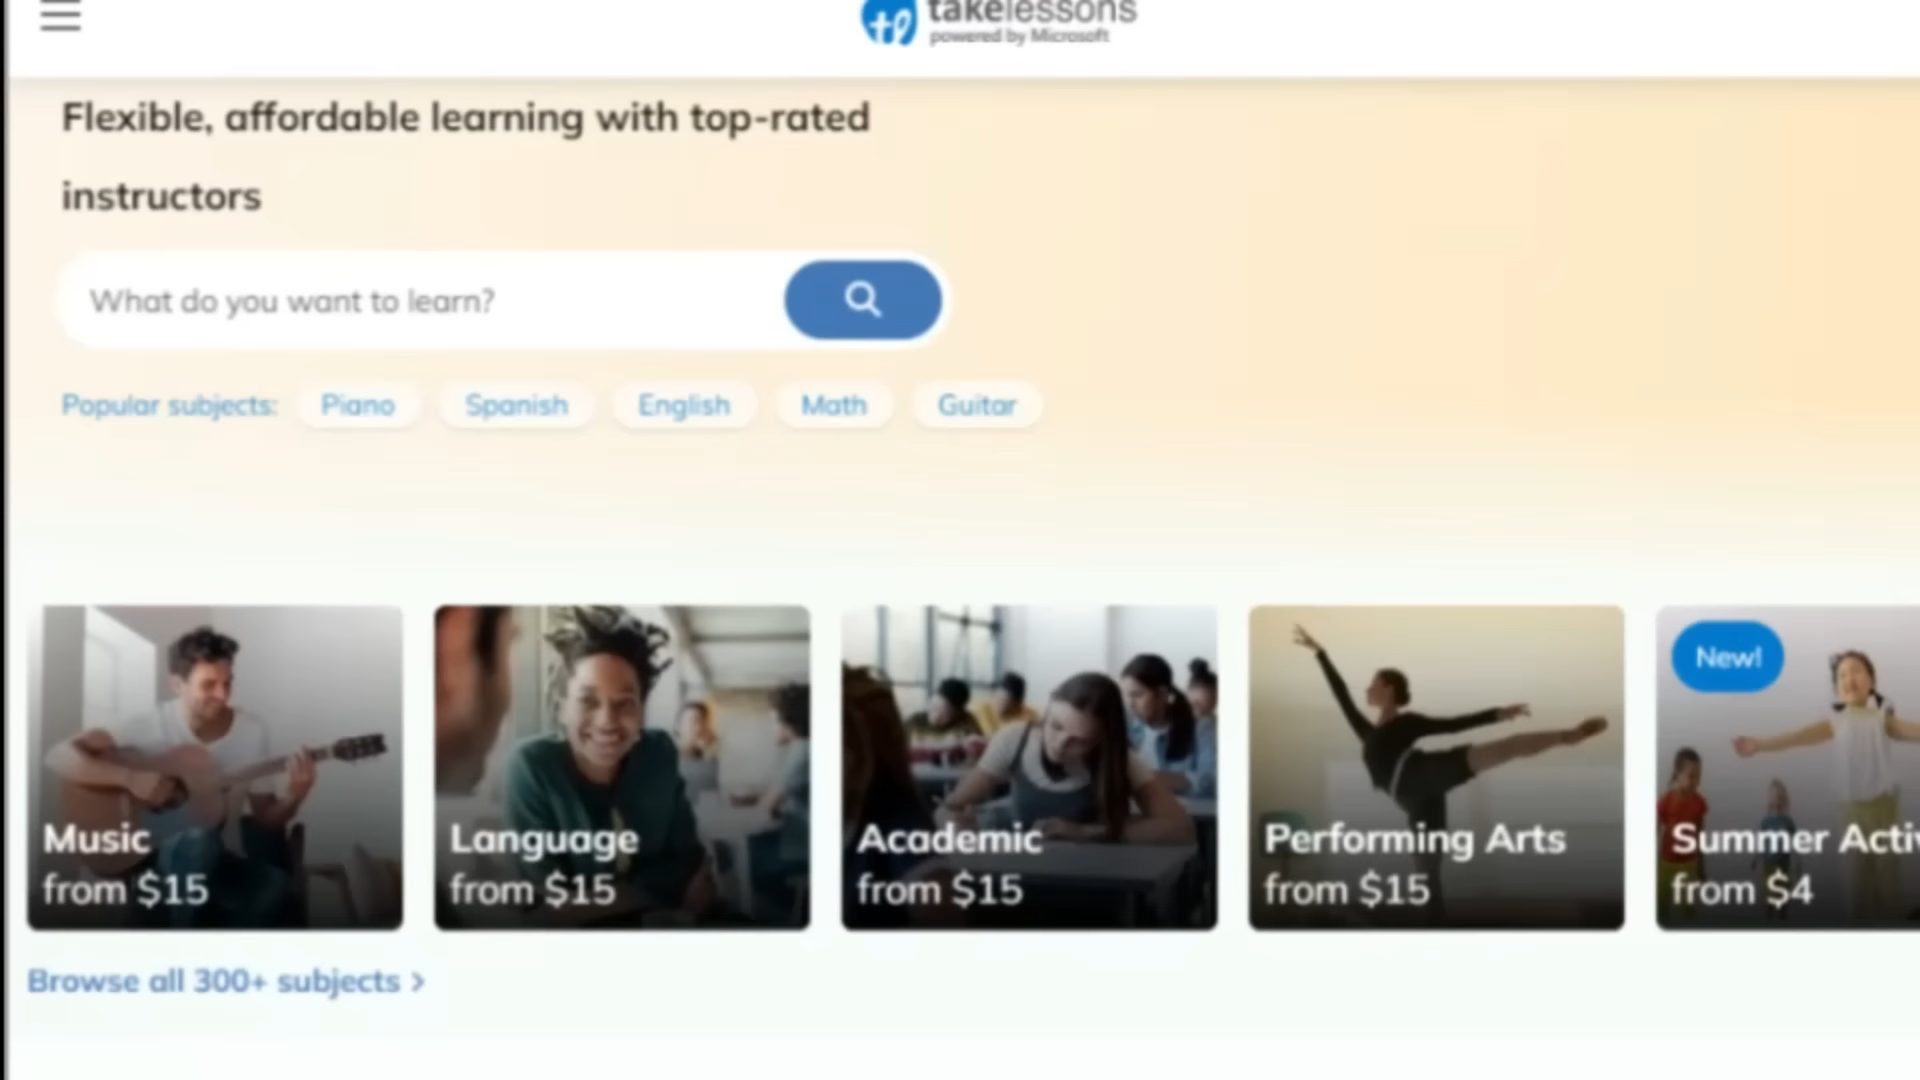 takelessons
powered by Microsoft
Flexible, affordable learning with top-rated
instructors
What do you want to learn?
Popular subjects: Piano Spanish English Math Guitar
New!
Music Language Academic Performing Arts Summer Activ
from $15 from $15 from $15 from $15 from $4
Browse all 300+ subjects >